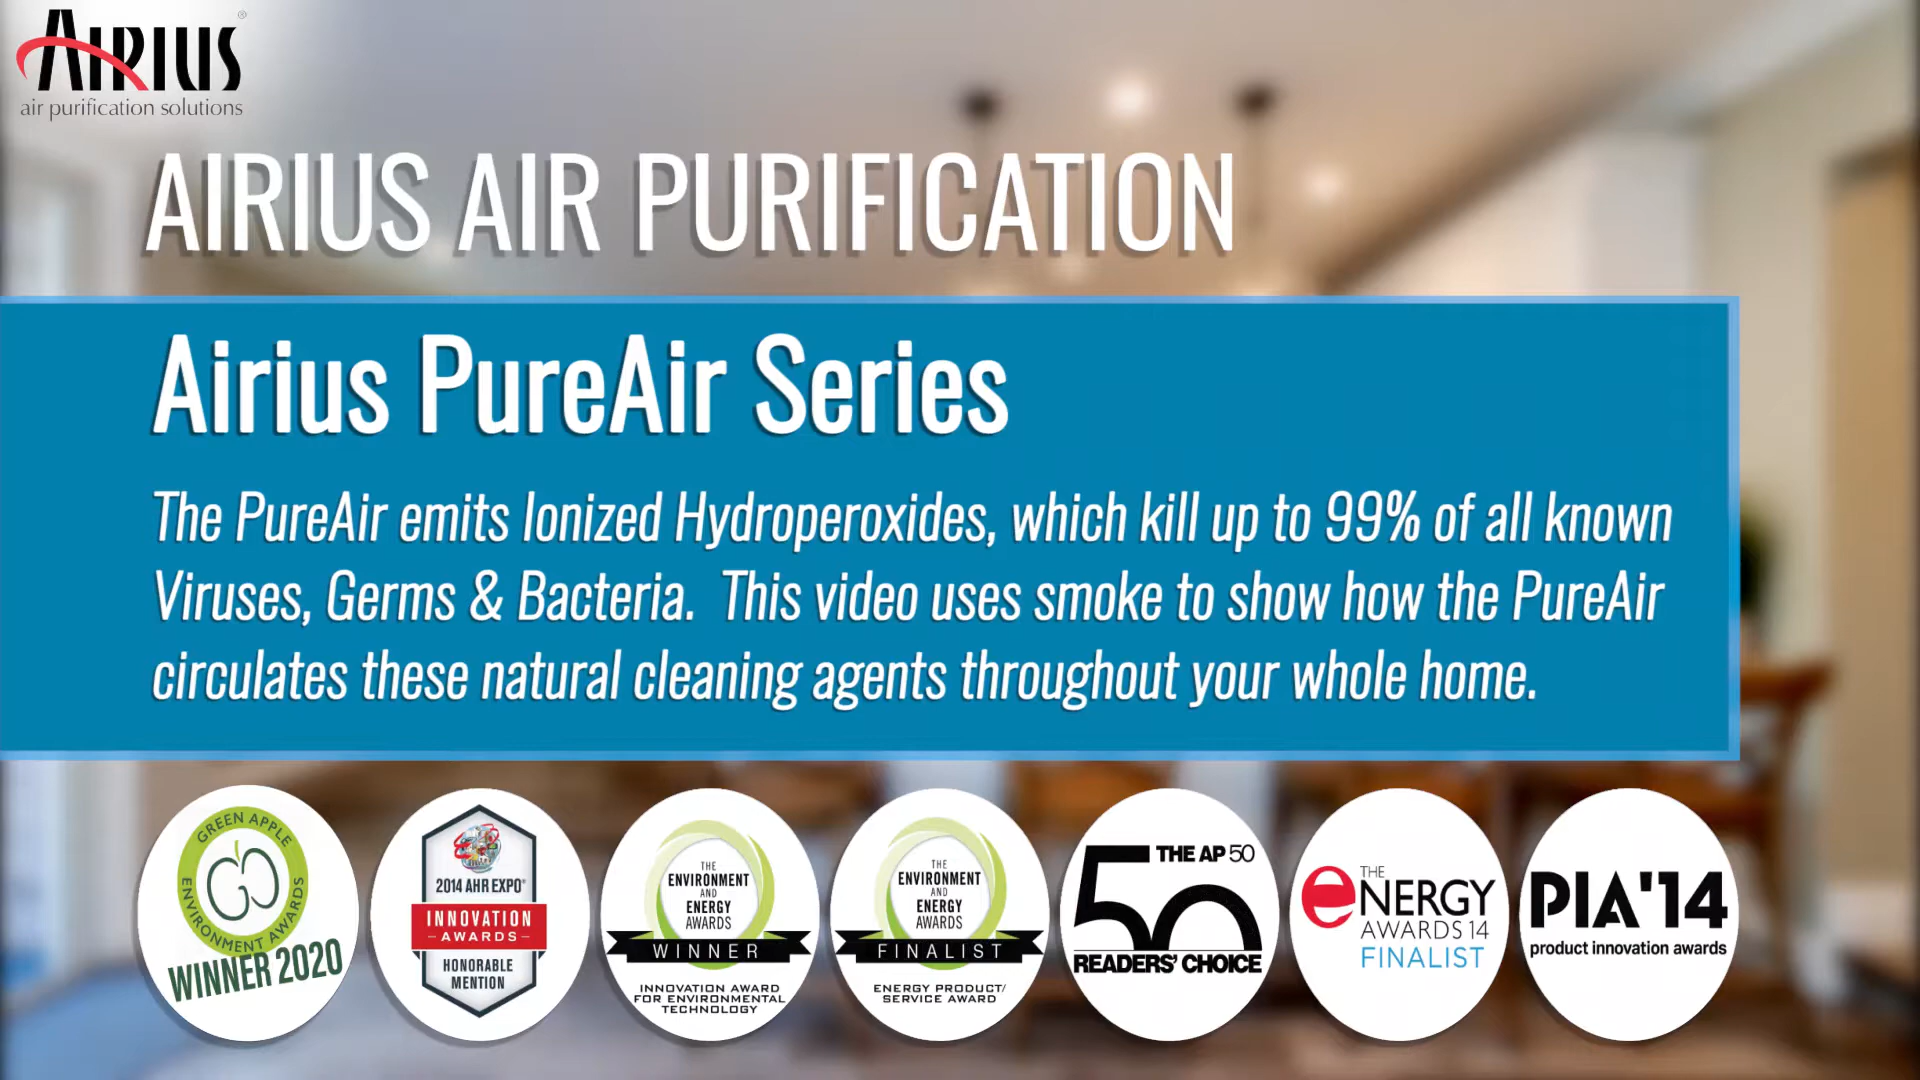 AIRIUS®
air purification solutions
AIRIUS AIR PURIFICATION
Airius PureAir Series
The PureAir emits Ionized Hydroperoxides, which kill up to 99% of all known
Viruses, Germs & Bacteria. This video uses smoke to show how the PureAir
circulates these natural cleaning agents throughout your whole home.
GREEN APPLE
ENVIRONMENT AWARDS
WINNER 2020
2014 AHR EXPO®
INNOVATION
-AWARDS-
HONORABLE
MENTION
THE
ENVIRONMENT
AND
ENERGY
AWARDS
WINNER
INNOVATION AWARD
FOR ENVIRONMENTAL
TECHNOLOGY
THE
ENVIRONMENT
AND
ENERGY
AWARDS
FINALIST
ENERGY PRODUCT/
SERVICE AWARD
THE AP 50
50
READERS' CHOICE
THE
eNERGY
AWARDS 14
FINALIST
PIA'14
product innovation awards